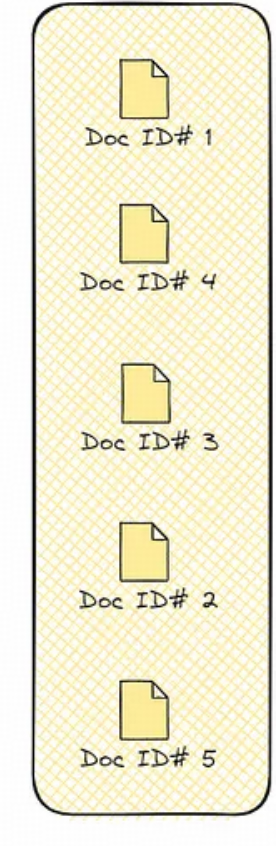 Doc ID# 1
Doc ID# 4
Doc ID# 3
Doc ID# 2
Doc ID# 5